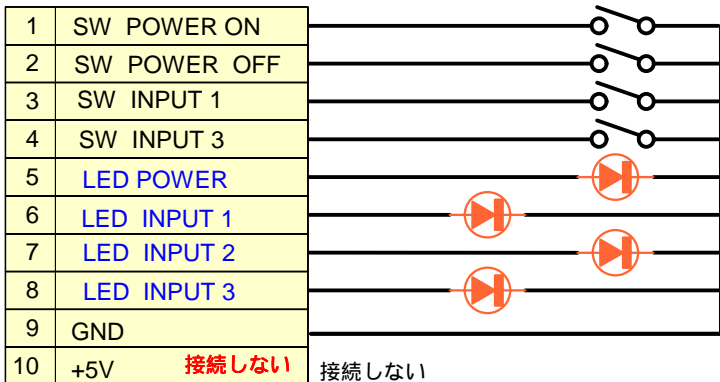 1 SW POWER ON
2 SW POWER OFF
3 SW INPUT 1
4 SW INPUT 3
5 LED POWER
6 LED INPUT 1
7 LED INPUT 2
8 LED INPUT 3
9 GND
10 +5V 接続しない 接続しない